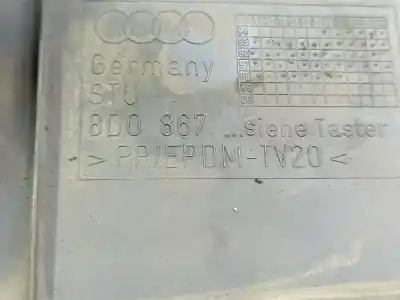 Germany
STU
8D0 867 ...Siehe Taster
>PP/EPDM-TV20<